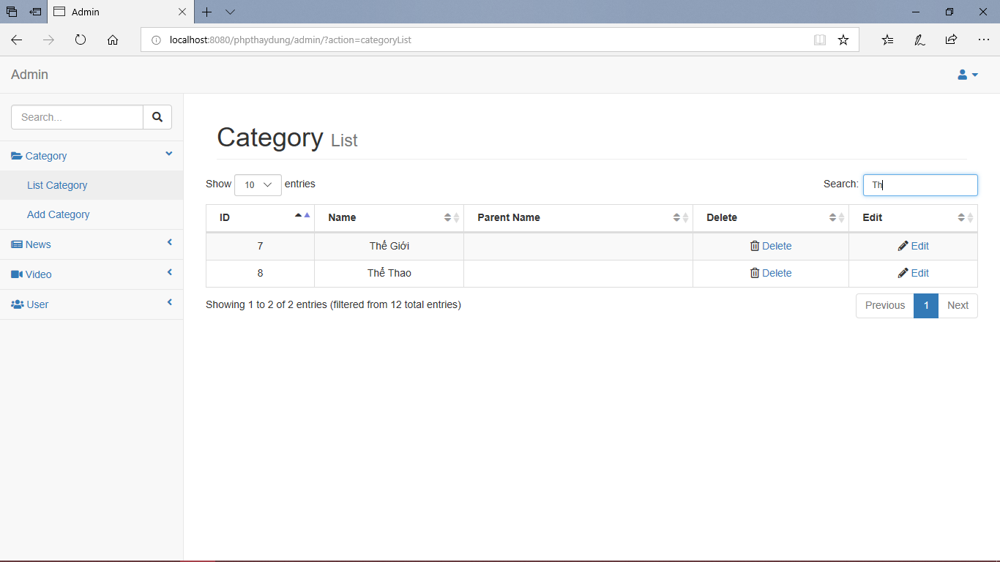 Admin
localhost:8080/phpthaydung/admin/?action=categoryList
Admin
Search...
Category
List Category
Add Category
News
Video
User
Category List
Show 10 entries
Search: Th
ID Name Parent Name Delete Edit
7 Thế Giới Delete Edit
8 Thể Thao Delete Edit
Showing 1 to 2 of 2 entries (filtered from 12 total entries)
Previous 1 Next